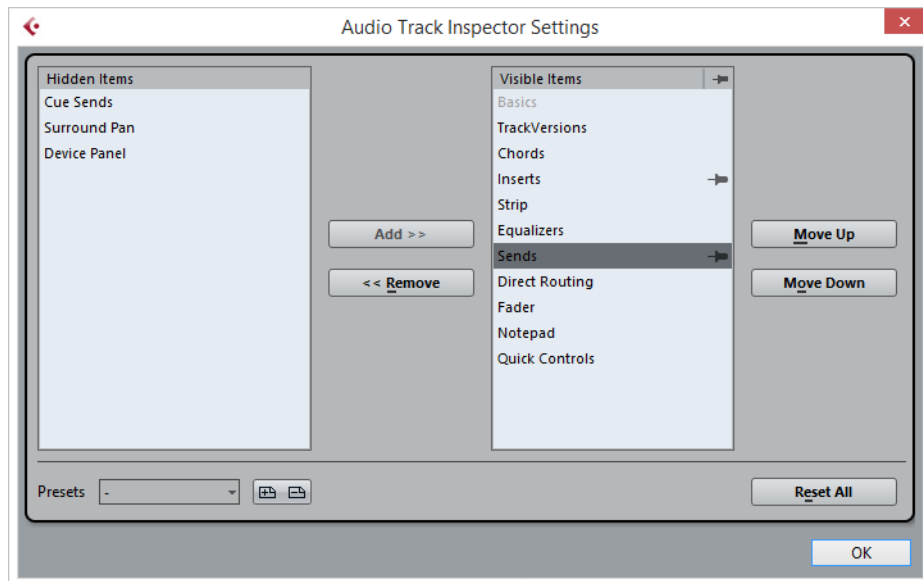 Audio Track Inspector Settings
Hidden Items
Cue Sends
Surround Pan
Device Panel
Add >>
<< Remove
Visible Items
Basics
TrackVersions
Chords
Inserts
Strip
Equalizers
Sends
Direct Routing
Fader
Notepad
Quick Controls
Move Up
Move Down
Presets -
Reset All
OK